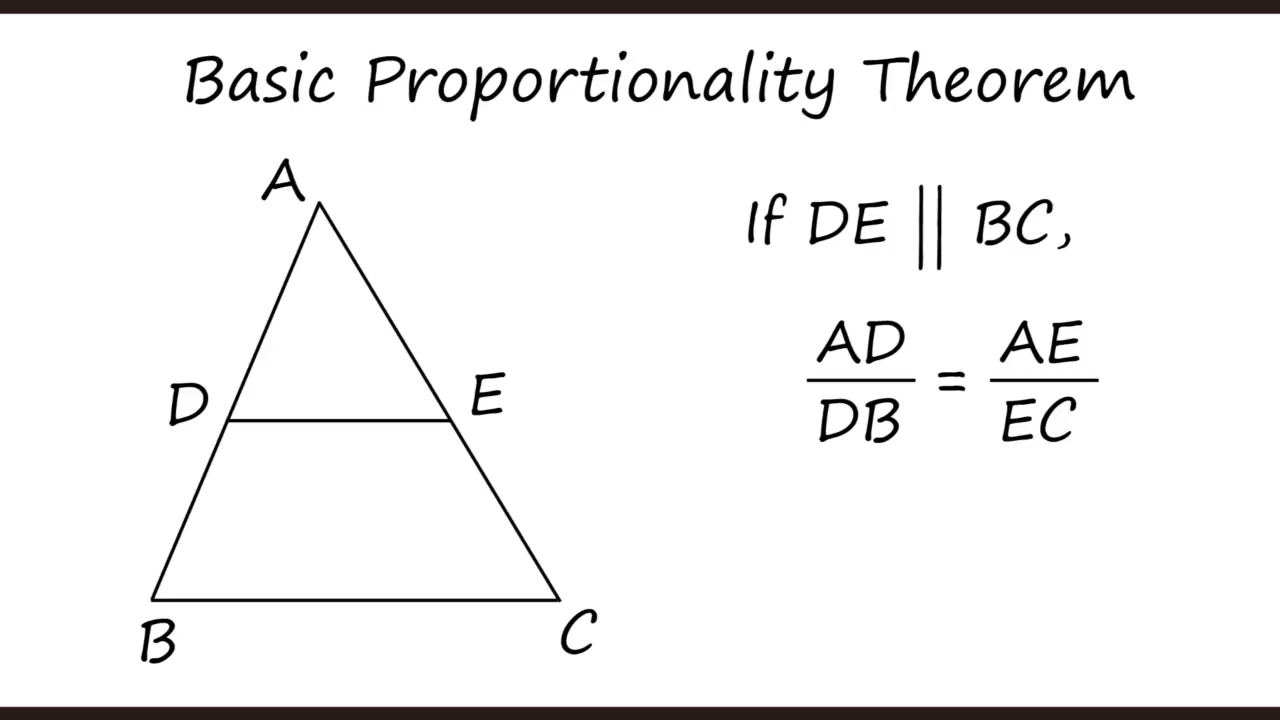 Basic Proportionality Theorem
A
If DE || BC,
AD/DB = AE/EC
D
E
B
C